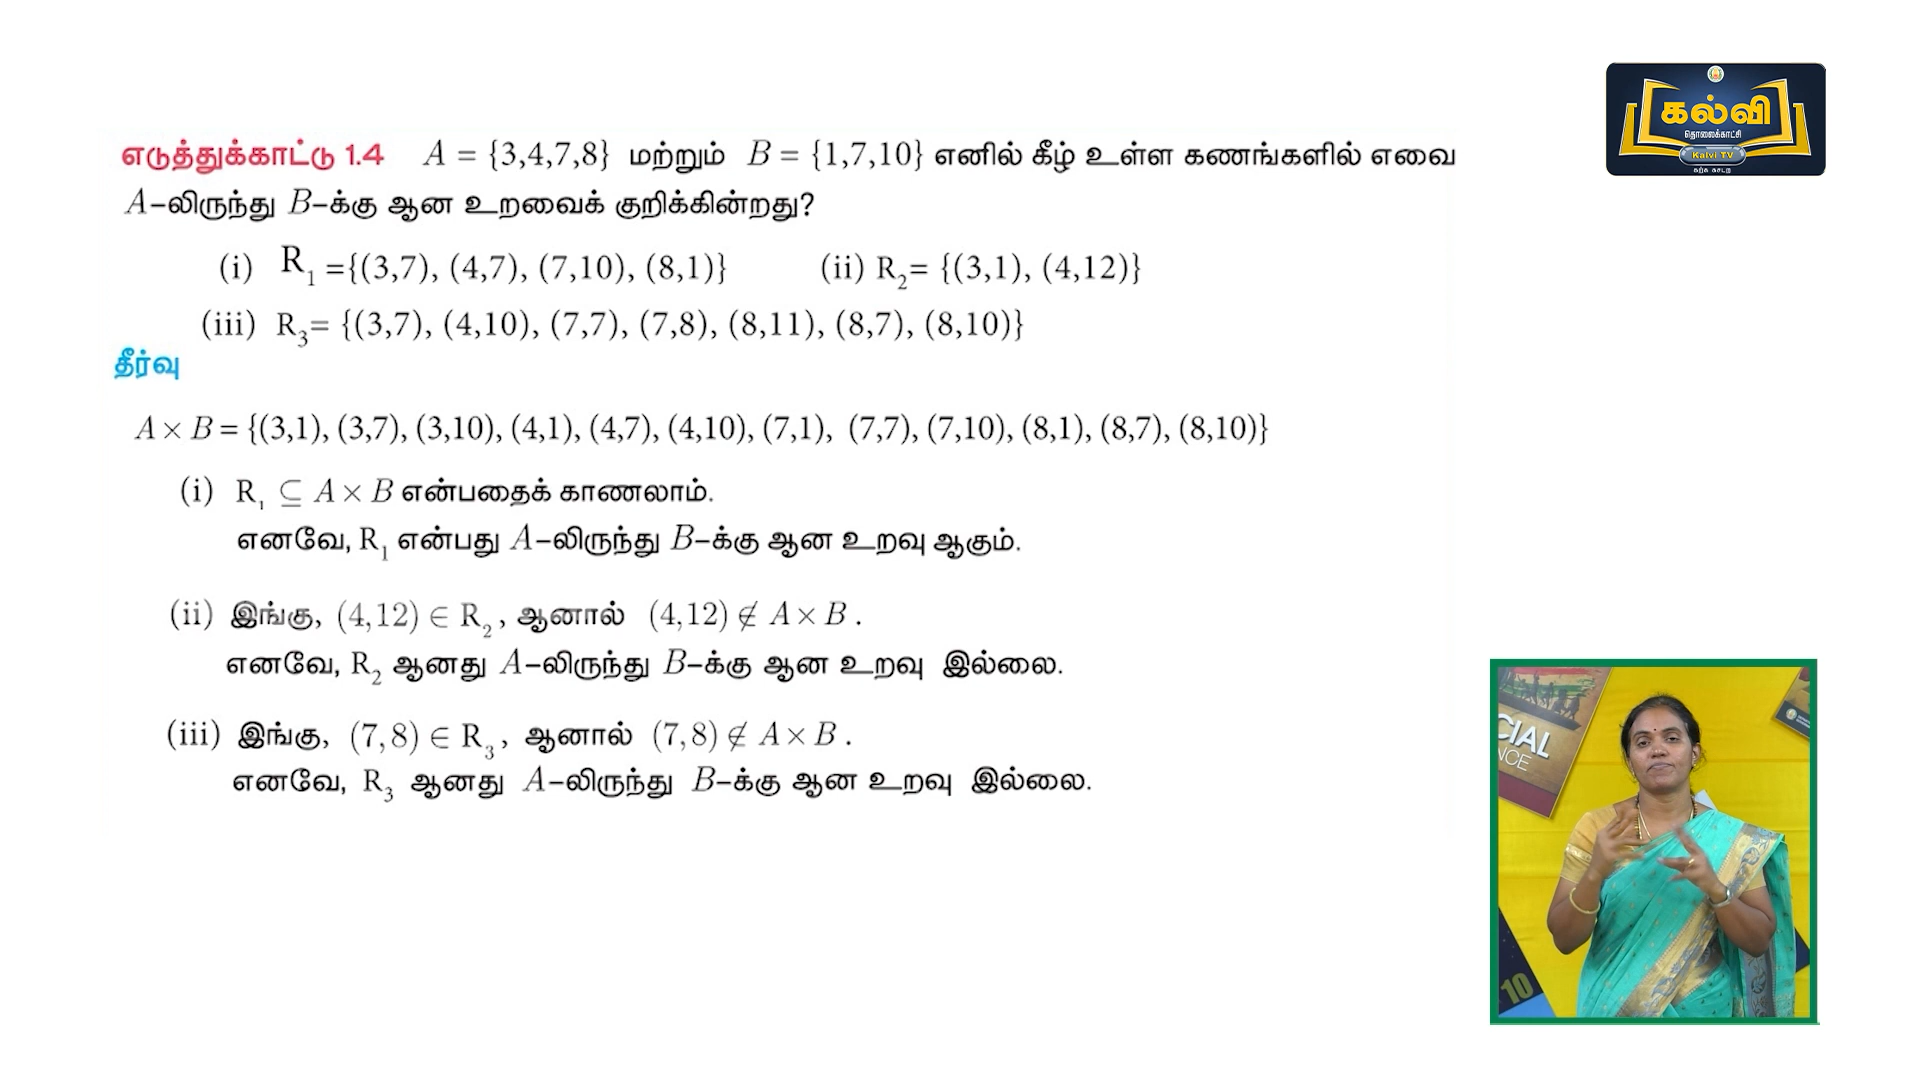 கல்வி
தொலைக்காட்சி
Kalvi TV
கற்க கசடற
எடுத்துக்காட்டு 1.4 A = {3,4,7,8} மற்றும் B = {1,7,10} எனில் கீழ் உள்ள கணங்களில் எவை
A–லிருந்து B–க்கு ஆன உறவைக் குறிக்கின்றது?
(i) R₁ ={(3,7), (4,7), (7,10), (8,1)} (ii) R₂= {(3,1), (4,12)}
(iii) R₃= {(3,7), (4,10), (7,7), (7,8), (8,11), (8,7), (8,10)}
தீர்வு
A × B = {(3,1), (3,7), (3,10), (4,1), (4,7), (4,10), (7,1), (7,7), (7,10), (8,1), (8,7), (8,10)}
(i) R₁ ⊆ A × B என்பதைக் காணலாம்.
எனவே, R₁ என்பது A–லிருந்து B–க்கு ஆன உறவு ஆகும்.
(ii) இங்கு, (4,12) ∈ R₂, ஆனால் (4,12) ∉ A × B .
எனவே, R₂ ஆனது A–லிருந்து B–க்கு ஆன உறவு இல்லை.
(iii) இங்கு, (7,8) ∈ R₃, ஆனால் (7,8) ∉ A × B .
எனவே, R₃ ஆனது A–லிருந்து B–க்கு ஆன உறவு இல்லை.
CIAL
NCE
10